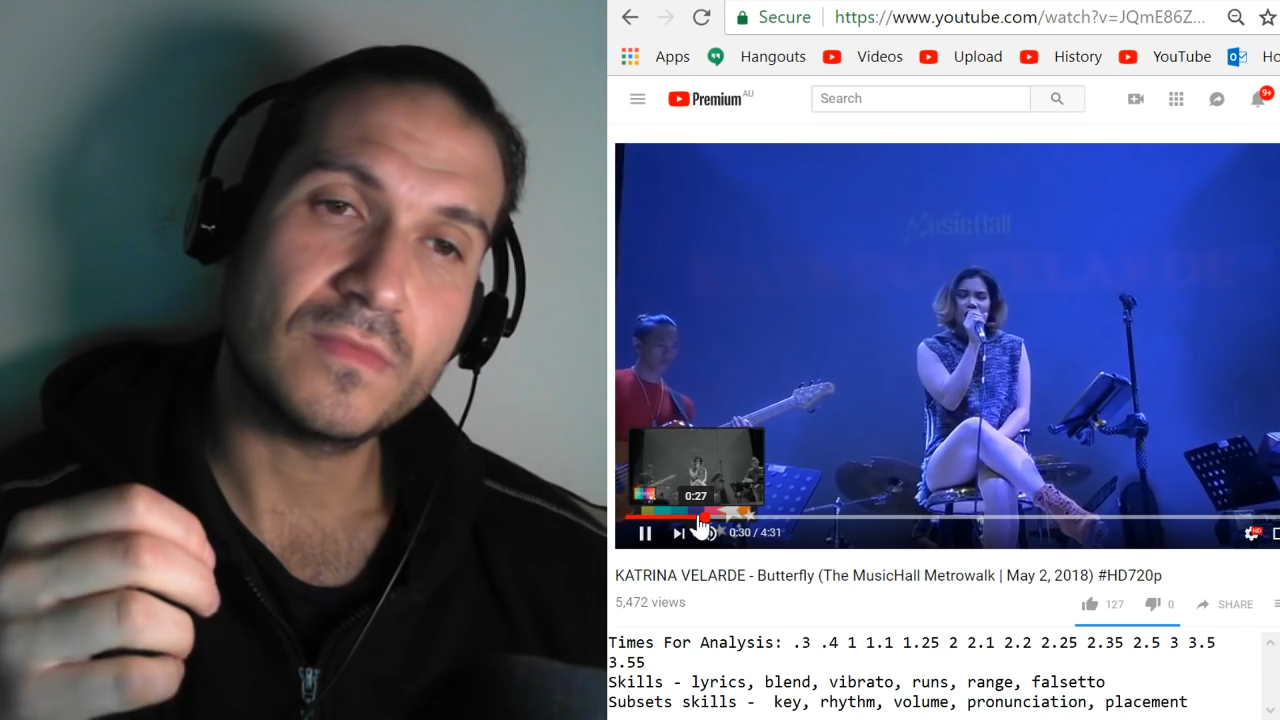 Secure https://www.youtube.com/watch?v=JQmE86Z...
Apps Hangouts Videos Upload History YouTube Ho
Premium AU Search 9+
MusicHall
0:27
0:30 / 4:31 HD
KATRINA VELARDE - Butterfly (The MusicHall Metrowalk | May 2, 2018) #HD720p
5,472 views
127 0 SHARE
Times For Analysis: .3 .4 1 1.1 1.25 2 2.1 2.2 2.25 2.35 2.5 3 3.5
3.55
Skills - lyrics, blend, vibrato, runs, range, falsetto
Subsets skills - key, rhythm, volume, pronunciation, placement